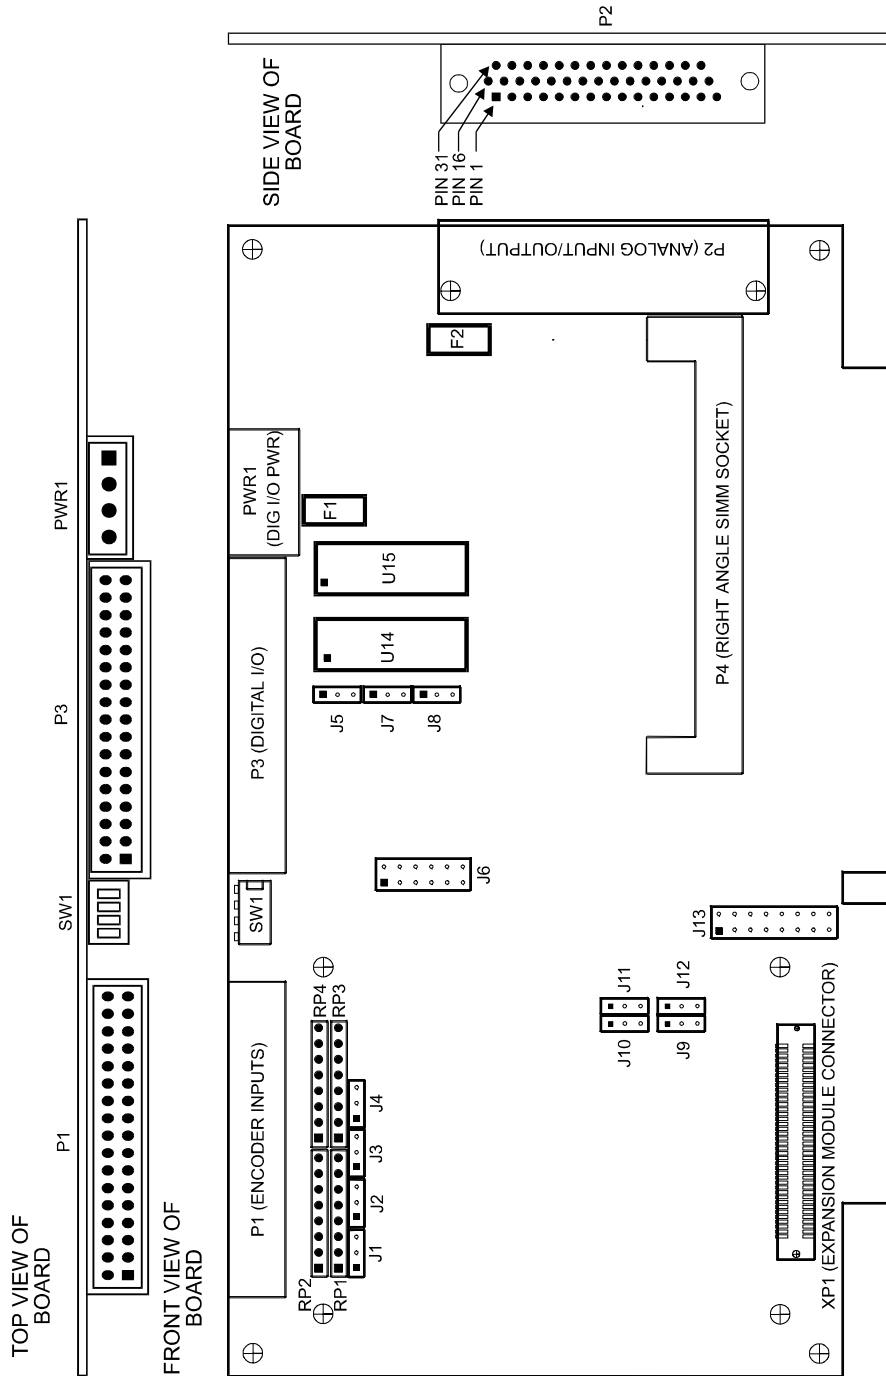 TOP VIEW OF
BOARD
P1
SW1
P3
PWR1
FRONT VIEW OF
BOARD
P1 (ENCODER INPUTS)
SW1
P3 (DIGITAL I/O)
PWR1
(DIG I/O PWR)
F1
F2
RP2
RP1
RP4
RP3
J1
J2
J3
J4
J5
J7
J8
U14
U15
J6
J10
J11
J9
J12
J13
XP1 (EXPANSION MODULE CONNECTOR)
P4 (RIGHT ANGLE SIMM SOCKET)
P2 (ANALOG INPUT/OUTPUT)
SIDE VIEW OF
BOARD
PIN 31
PIN 16
PIN 1
P2